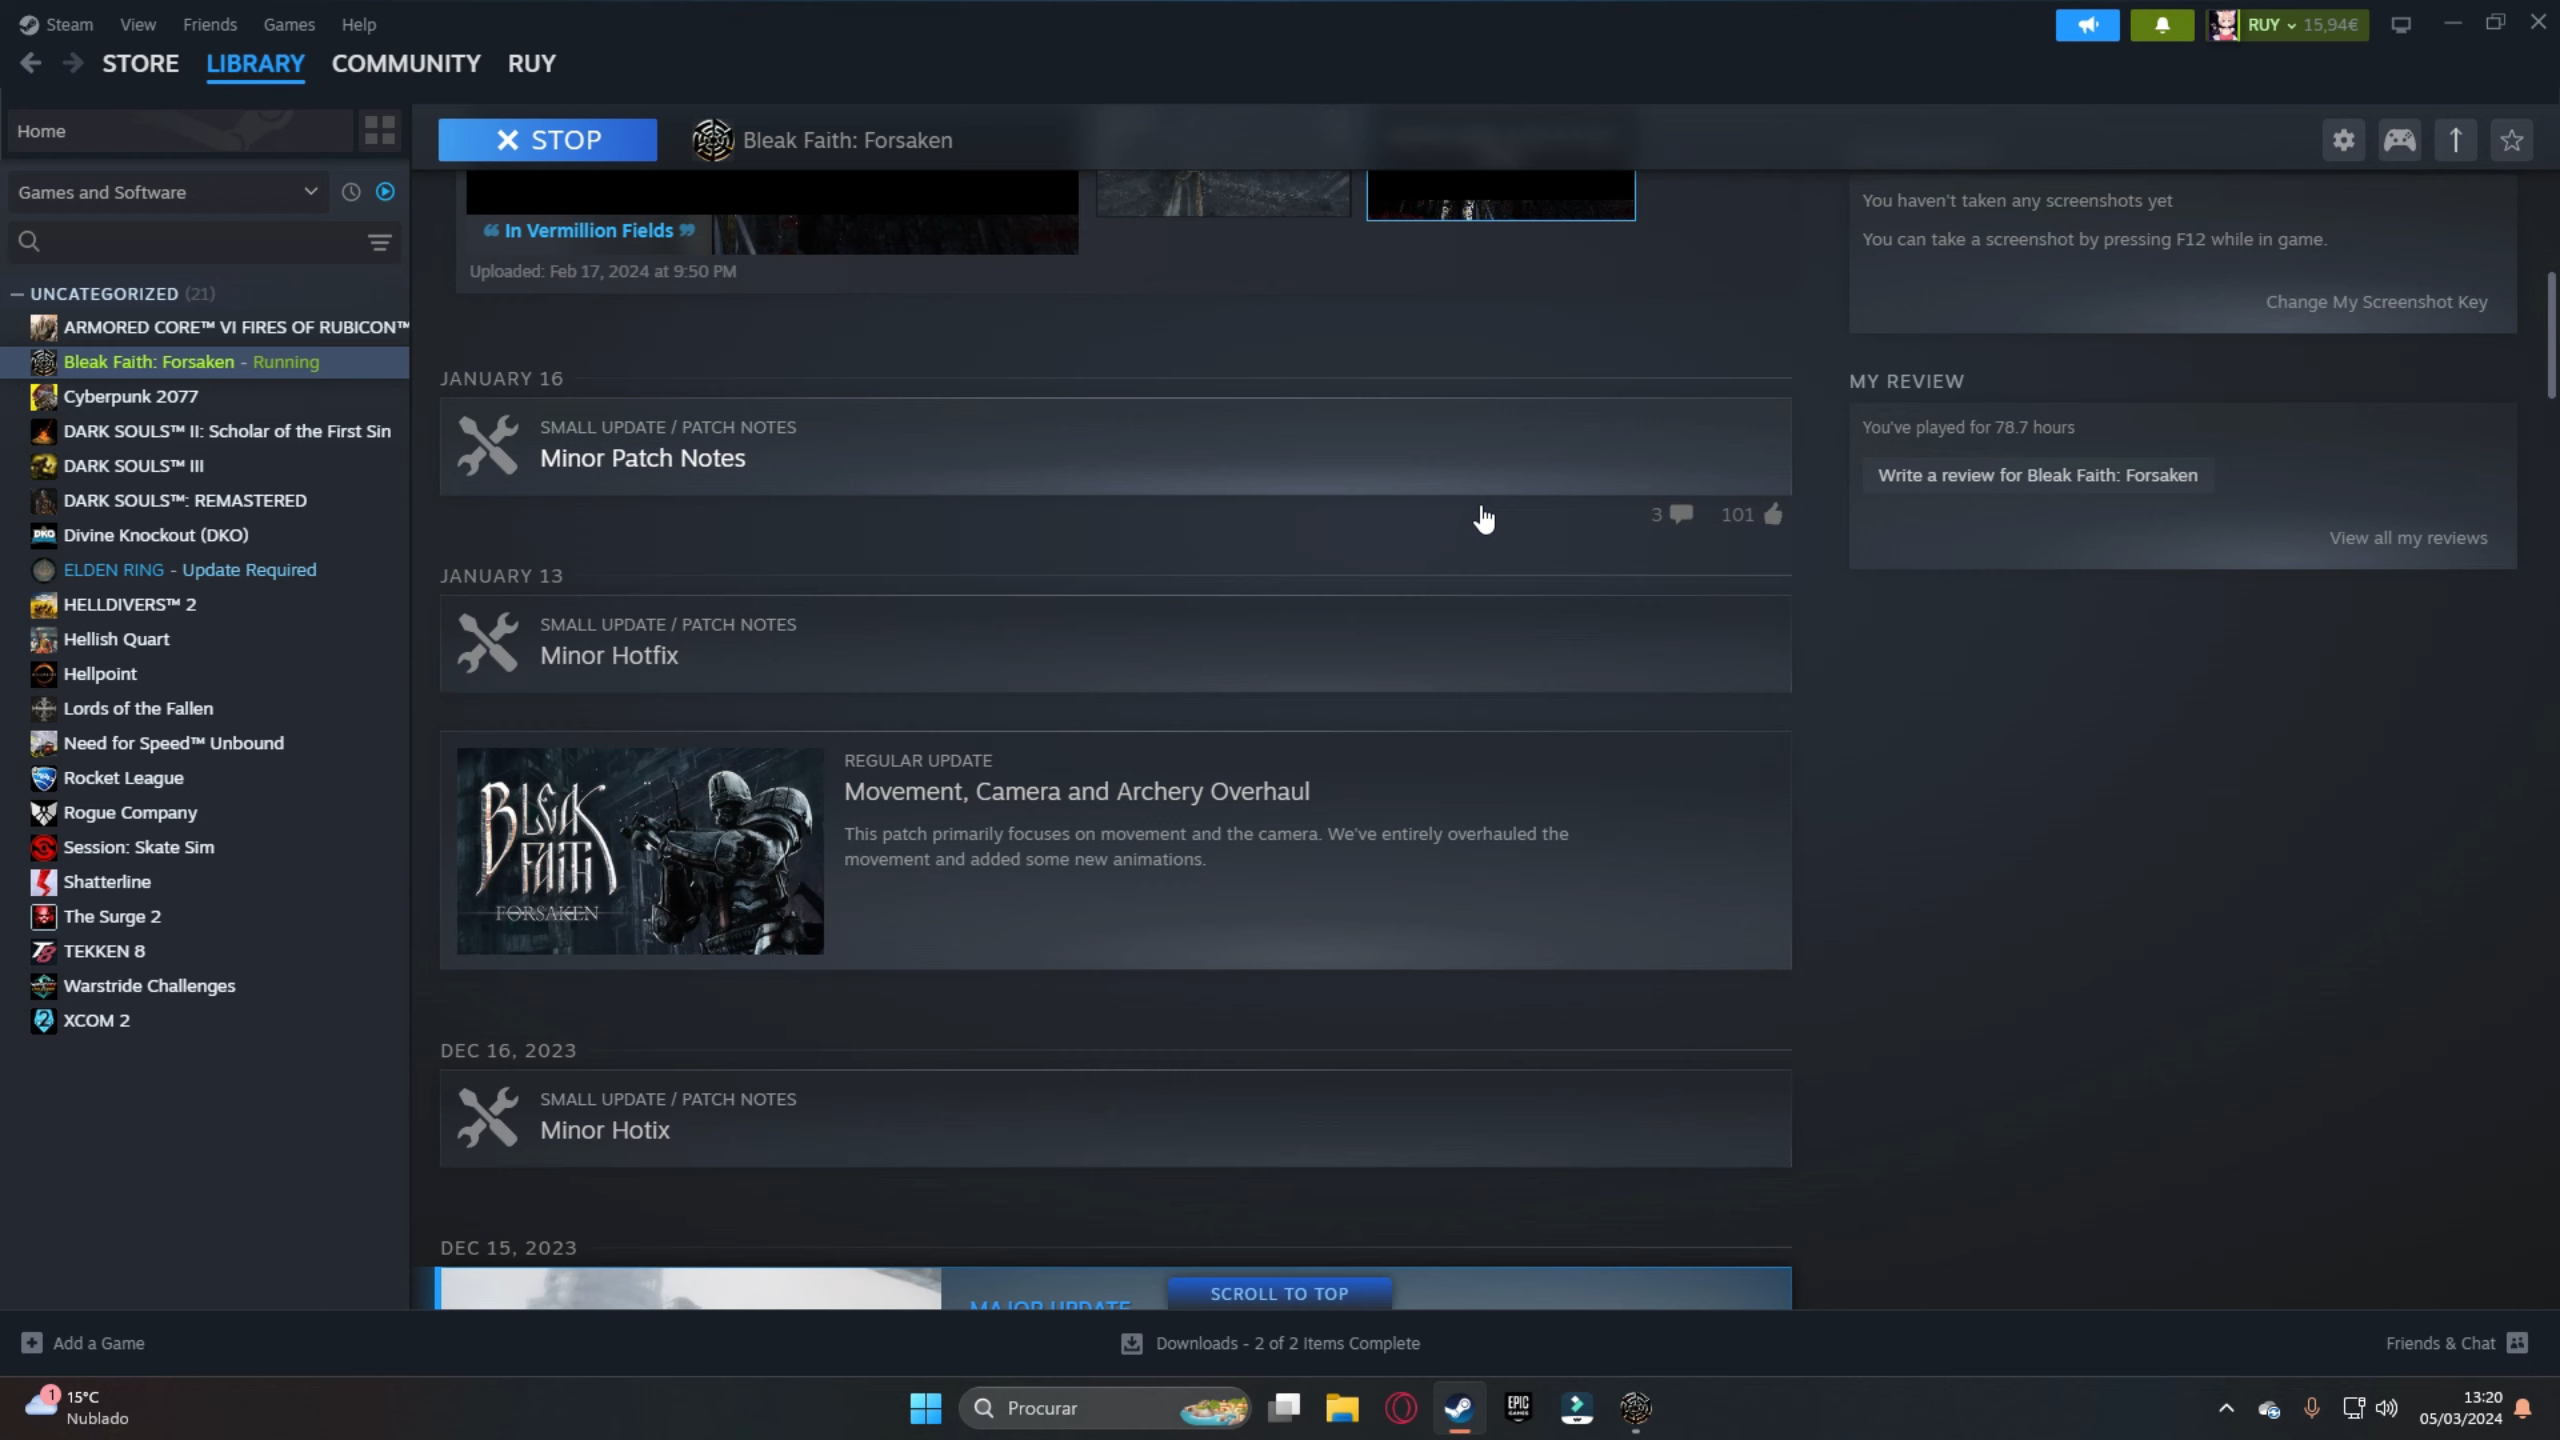 Steam View Friends Games Help
RUY 15,94€
STORE LIBRARY COMMUNITY RUY
Home
STOP Bleak Faith: Forsaken
Games and Software
UNCATEGORIZED (21)
ARMORED CORE™ VI FIRES OF RUBICON™
Bleak Faith: Forsaken - Running
Cyberpunk 2077
DARK SOULS™ II: Scholar of the First Sin
DARK SOULS™ III
DARK SOULS™: REMASTERED
DKO
Divine Knockout (DKO)
ELDEN RING - Update Required
HELLDIVERS™ 2
Hellish Quart
Hellpoint
Lords of the Fallen
Need for Speed™ Unbound
Rocket League
Rogue Company
Session: Skate Sim
Shatterline
The Surge 2
TEKKEN 8
Warstride Challenges
XCOM 2
❝ In Vermillion Fields ❞
Uploaded: Feb 17, 2024 at 9:50 PM
JANUARY 16
SMALL UPDATE / PATCH NOTES
Minor Patch Notes
3 101
JANUARY 13
SMALL UPDATE / PATCH NOTES
Minor Hotfix
BLEAK
FAITH
FORSAKEN
REGULAR UPDATE
Movement, Camera and Archery Overhaul
This patch primarily focuses on movement and the camera. We've entirely overhauled the
movement and added some new animations.
DEC 16, 2023
SMALL UPDATE / PATCH NOTES
Minor Hotix
DEC 15, 2023
MAJOR UPDATE
SCROLL TO TOP
You haven't taken any screenshots yet
You can take a screenshot by pressing F12 while in game.
Change My Screenshot Key
MY REVIEW
You've played for 78.7 hours
Write a review for Bleak Faith: Forsaken
View all my reviews
Add a Game
Downloads - 2 of 2 Items Complete
Friends & Chat
1
15°C
Nublado
Procurar
EPIC
GAMES
13:20
05/03/2024